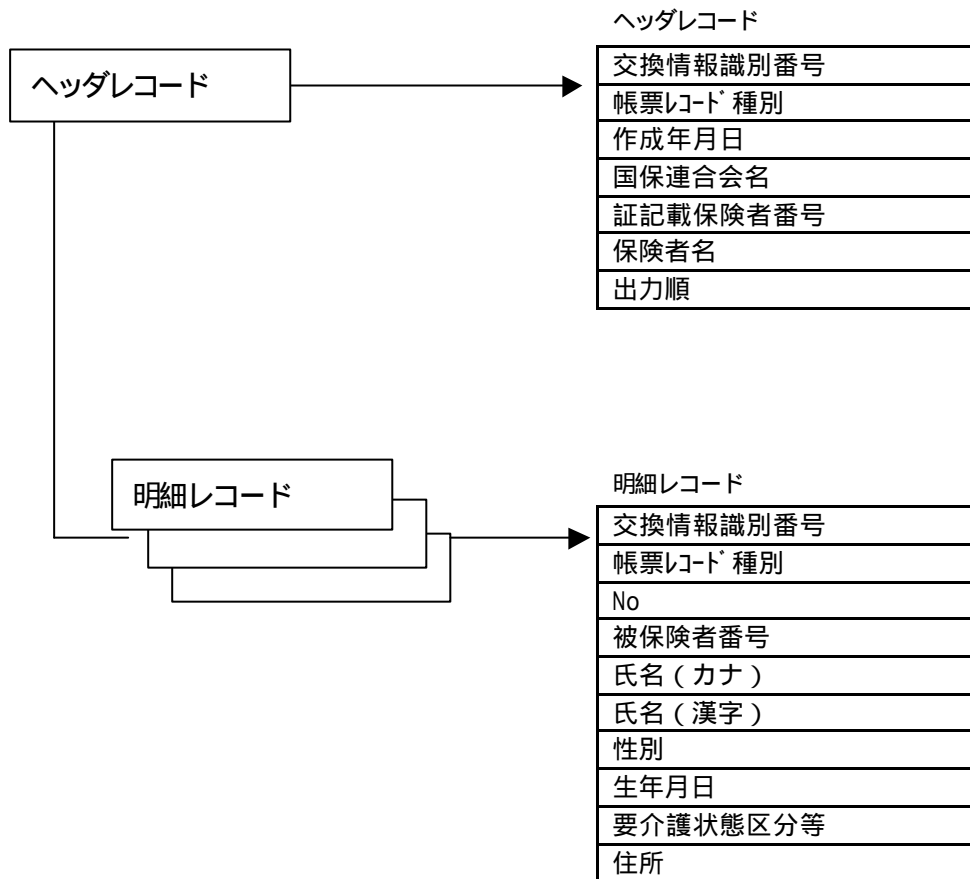 ヘッダレコード
ヘッダレコード
交換情報識別番号
帳票ﾚｺｰﾄﾞ種別
作成年月日
国保連合会名
証記載保険者番号
保険者名
出力順
明細レコード
明細レコード
交換情報識別番号
帳票ﾚｺｰﾄﾞ種別
No
被保険者番号
氏名(カナ)
氏名(漢字)
性別
生年月日
要介護状態区分等
住所